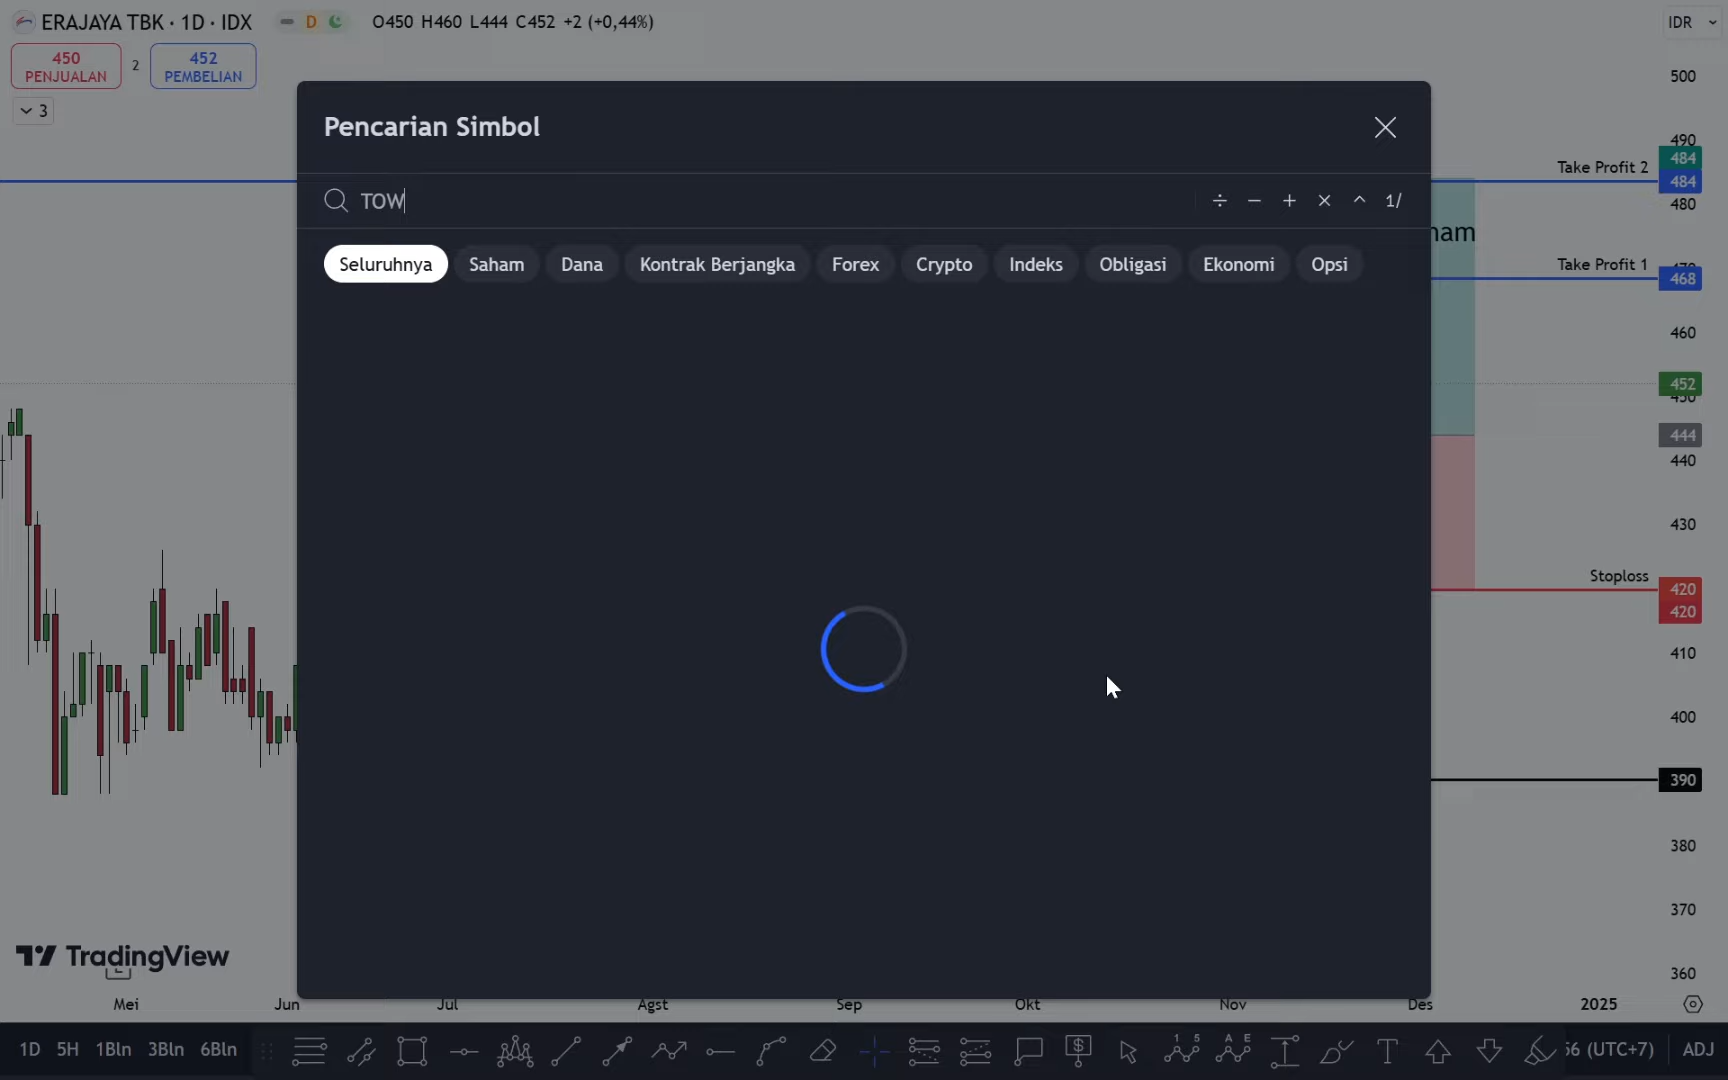 ERAJAYA TBK · 1D · IDX D O450 H460 L444 C452 +2 (+0,44%) IDR
450 PENJUALAN 2 452 PEMBELIAN
3
Pencarian Simbol
TOW ÷ − + × ^ 1/
Seluruhnya Saham Dana Kontrak Berjangka Forex Crypto Indeks Obligasi Ekonomi Opsi
500
490
Take Profit 2 484
484
480
Take Profit 1 468
460
452
450
444
440
430
Stoploss 420
420
410
400
390
380
370
360
TradingView
Mei Jun Jul Agst Sep Okt Nov Des 2025
1D 5H 1Bln 3Bln 6Bln 1 5 A E T (UTC+7) ADJ